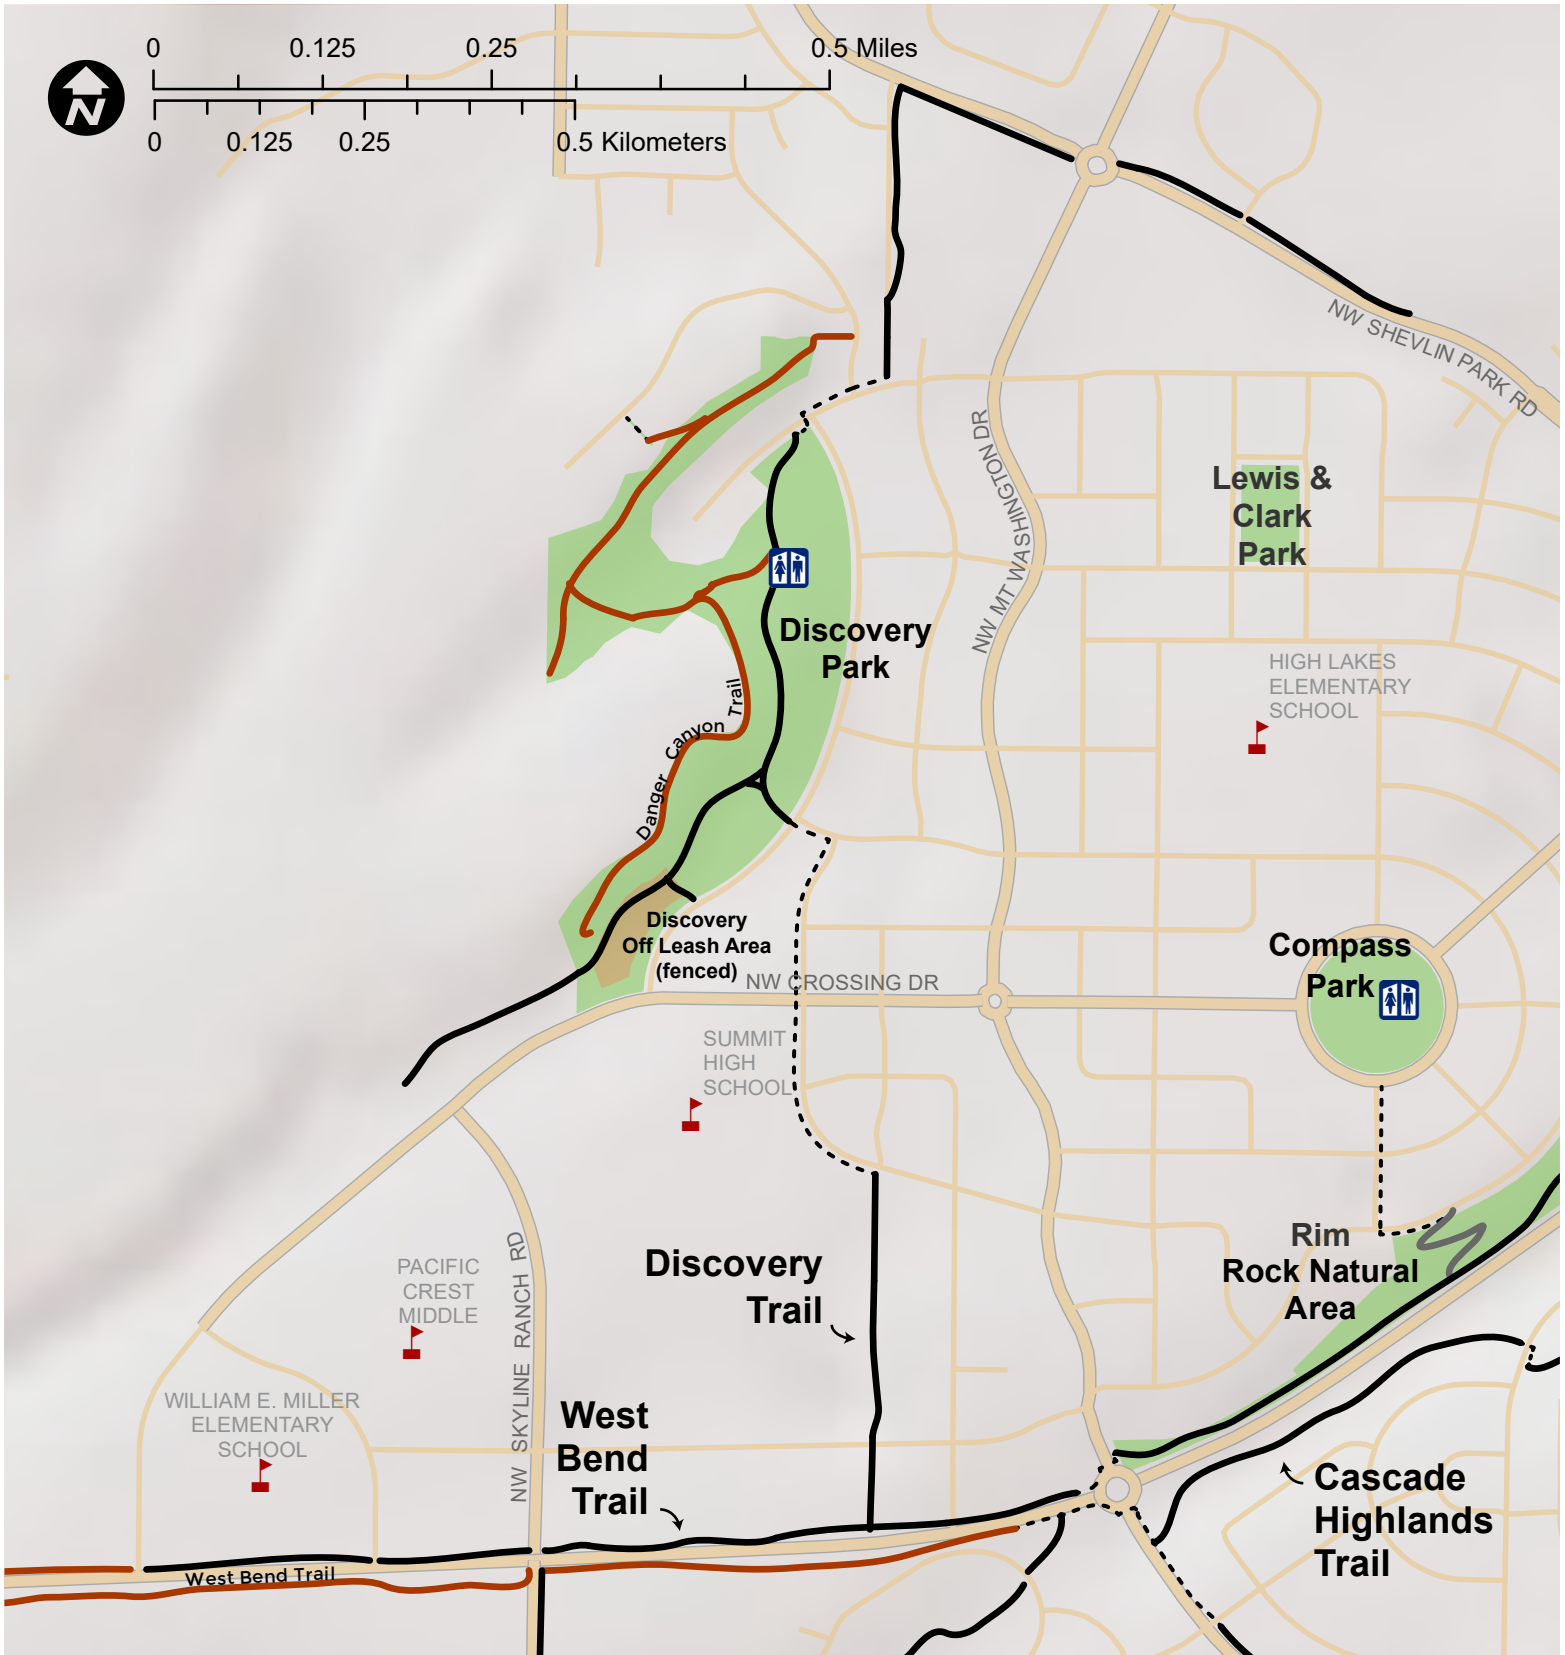 0 0.125 0.25 0.5 Miles
N
0 0.125 0.25 0.5 Kilometers
NW SHEVLIN PARK RD
NW MT WASHINGTON DR
Lewis &
Clark
Park
Discovery
Park
HIGH LAKES
ELEMENTARY
SCHOOL
Danger Canyon Trail
Discovery
Off Leash Area
(fenced)
Compass
Park
NW CROSSING DR
SUMMIT
HIGH
SCHOOL
Rim
Rock Natural
Area
Discovery
Trail
PACIFIC
CREST
MIDDLE
NW SKYLINE RANCH RD
WILLIAM E. MILLER
ELEMENTARY
SCHOOL
West
Bend
Trail
Cascade
Highlands
Trail
West Bend Trail